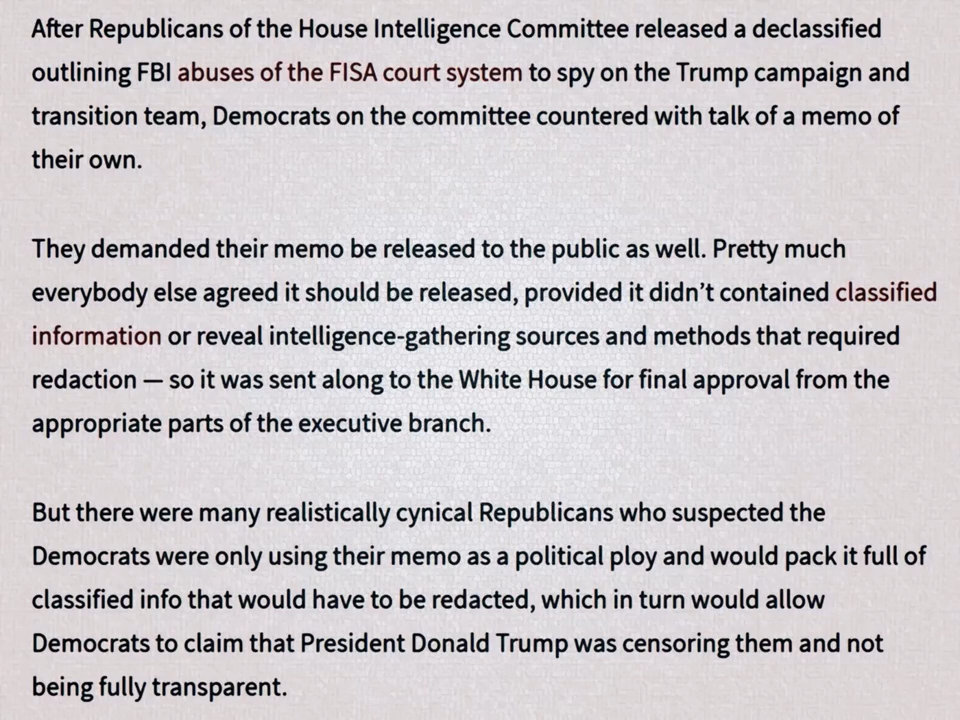 After Republicans of the House Intelligence Committee released a declassified
outlining FBI abuses of the FISA court system to spy on the Trump campaign and
transition team, Democrats on the committee countered with talk of a memo of
their own.
They demanded their memo be released to the public as well. Pretty much
everybody else agreed it should be released, provided it didn’t contained classified
information or reveal intelligence-gathering sources and methods that required
redaction — so it was sent along to the White House for final approval from the
appropriate parts of the executive branch.
But there were many realistically cynical Republicans who suspected the
Democrats were only using their memo as a political ploy and would pack it full of
classified info that would have to be redacted, which in turn would allow
Democrats to claim that President Donald Trump was censoring them and not
being fully transparent.